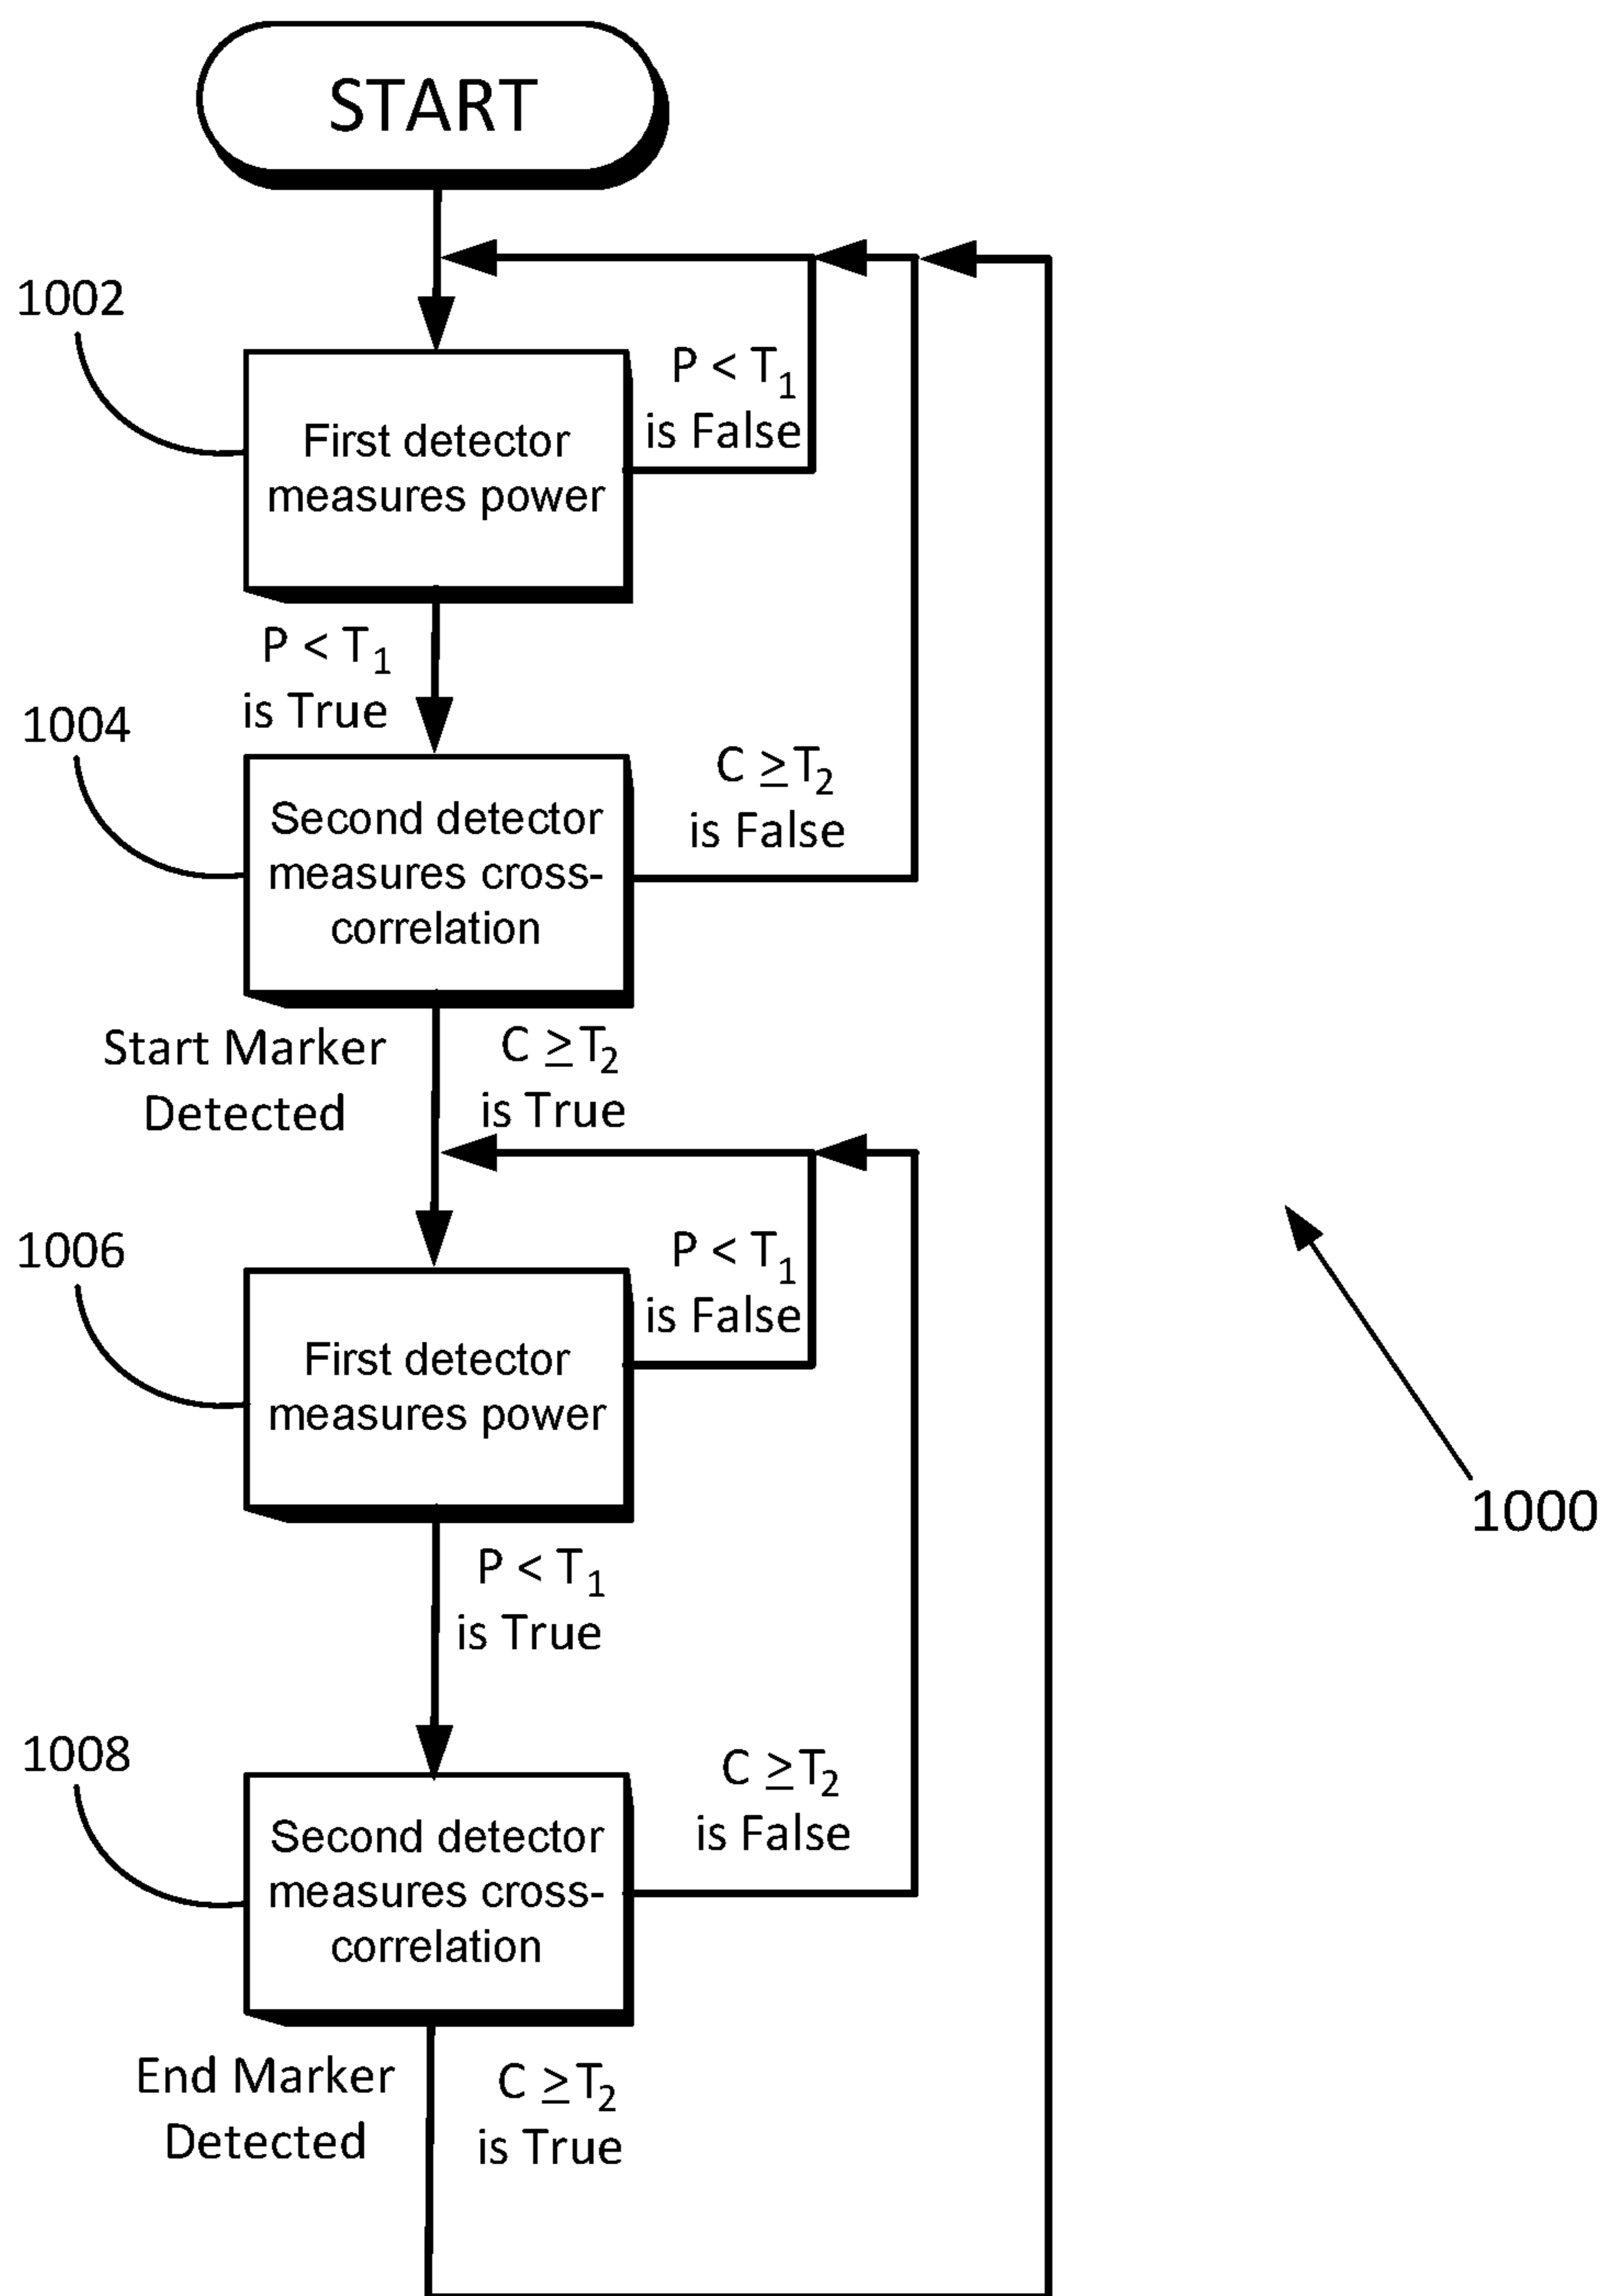 START
1002
P < T1
is False
First detector
measures power
P < T1
is True
1004
C ≥ T2
is False
Second detector
measures cross-
correlation
Start Marker
Detected
C ≥ T2
is True
1006
P < T1
is False
First detector
measures power
1000
P < T1
is True
1008
C ≥ T2
is False
Second detector
measures cross-
correlation
End Marker
Detected
C ≥ T2
is True